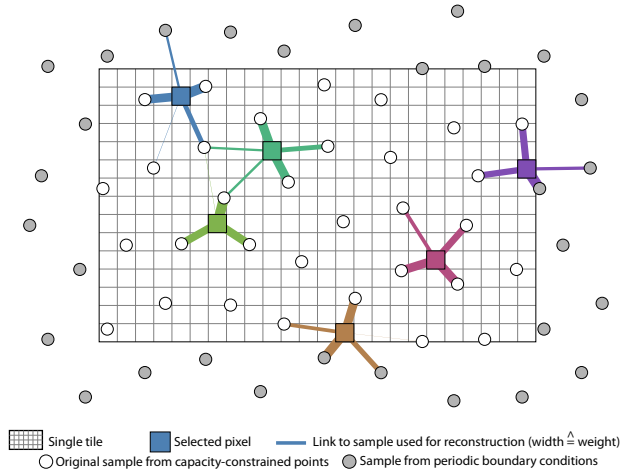 Single tile Selected pixel Link to sample used for reconstruction (width ≙ weight)
Original sample from capacity-constrained points Sample from periodic boundary conditions